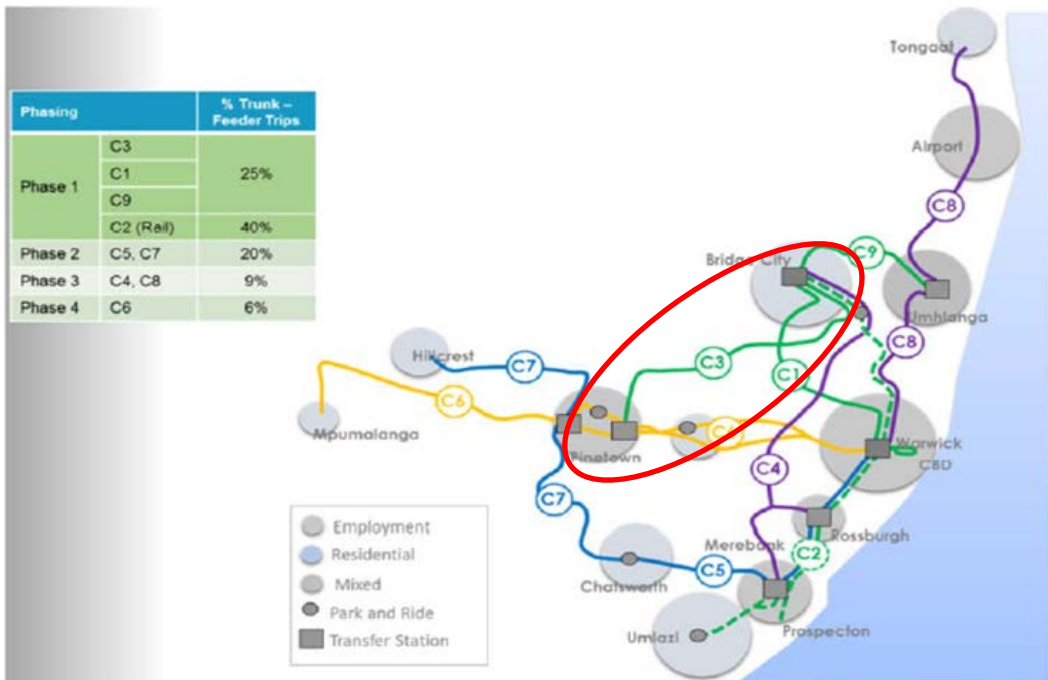 Phasing
% Trunk –
Feeder Trips
Phase 1
C3
C1
C9
25%
C2 (Rail)
40%
Phase 2
C5, C7
20%
Phase 3
C4, C8
9%
Phase 4
C6
6%
Tongaat
Airport
C8
Bridge City
C9
Umhlanga
C8
Hillcrest
C7
C3
C1
C6
Mpumalanga
Pinetown
C6
Warwick
CBD
C4
C7
Rossburgh
Merebank
C2
Chatsworth
C5
Umlazi
Prospecton
Employment
Residential
Mixed
Park and Ride
Transfer Station